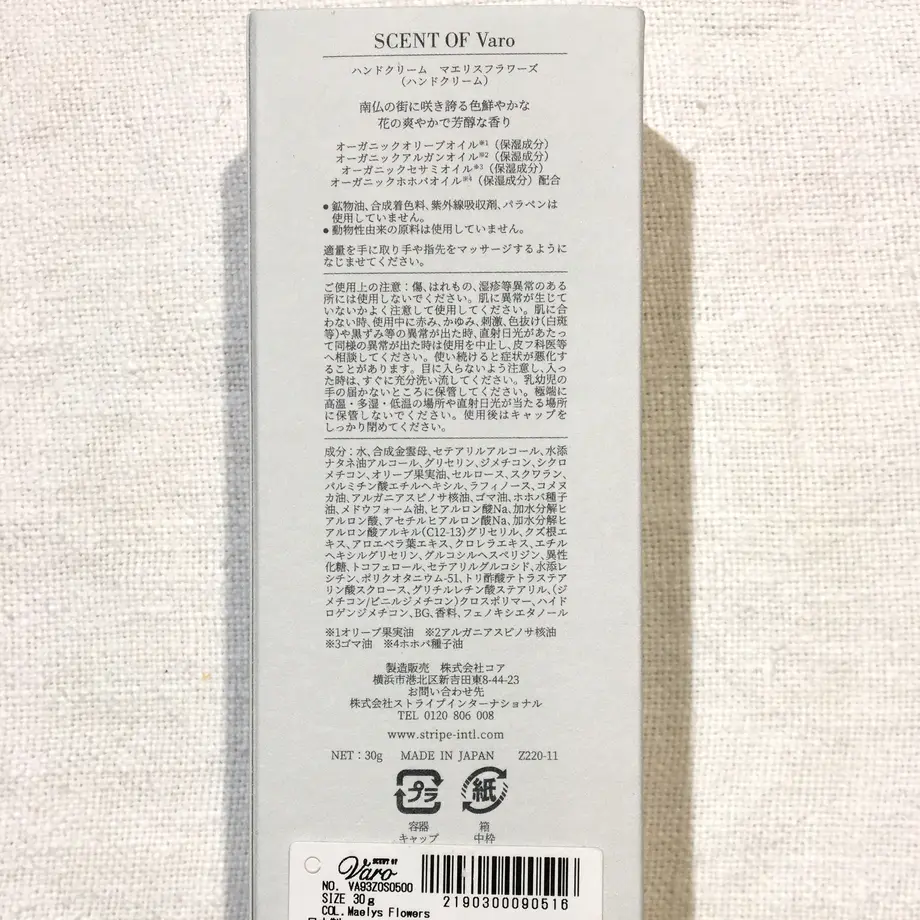 SCENT OF Varo
ハンドクリーム　マエリスフラワーズ
（ハンドクリーム）
南仏の街に咲き誇る色鮮やかな
花の爽やかで芳醇な香り
オーガニックオリーブオイル※1（保湿成分）
オーガニックアルガンオイル※2（保湿成分）
オーガニックセサミオイル※3（保湿成分）
オーガニックホホバオイル※4（保湿成分）配合
● 鉱物油、合成着色料、紫外線吸収剤、パラベンは
使用していません。
● 動物性由来の原料は使用していません。
適量を手に取り手や指先をマッサージするように
なじませてください。
ご使用上の注意：傷、はれもの、湿疹等異常のある
所には使用しないでください。肌に異常が生じて
いないかよく注意して使用してください。肌に
合わない時、使用中に赤み、かゆみ、刺激、色抜け(白斑
等)や黒ずみ等の異常が出た時、直射日光があたっ
て同様の異常が出た時は使用を中止し、皮フ科医等
へ相談してください。使い続けると症状が悪化す
ることがあります。目に入らないよう注意し、入っ
た時は、すぐに充分洗い流してください。乳幼児の
手の届かないところに保管してください。極端に
高温・多湿・低温の場所や直射日光が当たる場所
に保管しないでください。使用後はキャップを
しっかり閉めてください。
成分：水、合成金雲母、セテアリルアルコール、水添
ナタネ油アルコール、グリセリン、ジメチコン、シクロ
メチコン、オリーブ果実油、セルロース、スクワラン、
パルミチン酸エチルヘキシル、ラフィノース、コメヌ
カ油、アルガニアスピノサ核油、ゴマ油、ホホバ種子
油、メドウフォーム油、ヒアルロン酸Na、加水分解ヒ
アルロン酸、アセチルヒアルロン酸Na、加水分解ヒ
アルロン酸アルキル(C12-13)グリセリル、クズ根エ
キス、アロエベラ葉エキス、クロレラエキス、エチル
ヘキシルグリセリン、グルコシルヘスペリジン、異性
化糖、トコフェロール、セテアリルグルコシド、水添レ
シチン、ポリクオタニウム-51、トリ酢酸テトラステア
リン酸スクロース、グリチルレチン酸ステアリル、(ジ
メチコン/ビニルジメチコン)クロスポリマー、ハイド
ロゲンジメチコン、BG、香料、フェノキシエタノール
※1オリーブ果実油　※2アルガニアスピノサ核油
※3ゴマ油　※4ホホバ種子油
製造販売　株式会社コア
横浜市港北区新吉田東8-44-23
お問い合わせ先
株式会社ストライプインターナショナル
TEL 0120 806 008
www.stripe-intl.com
NET：30g　MADE IN JAPAN　Z220-11
プラ　紙
容器　箱
キャップ　中枠
SCENT OF
Varo
NO. VA93Z0S0500
SIZE 30g
2190300090516
COL. Maelys Flowers